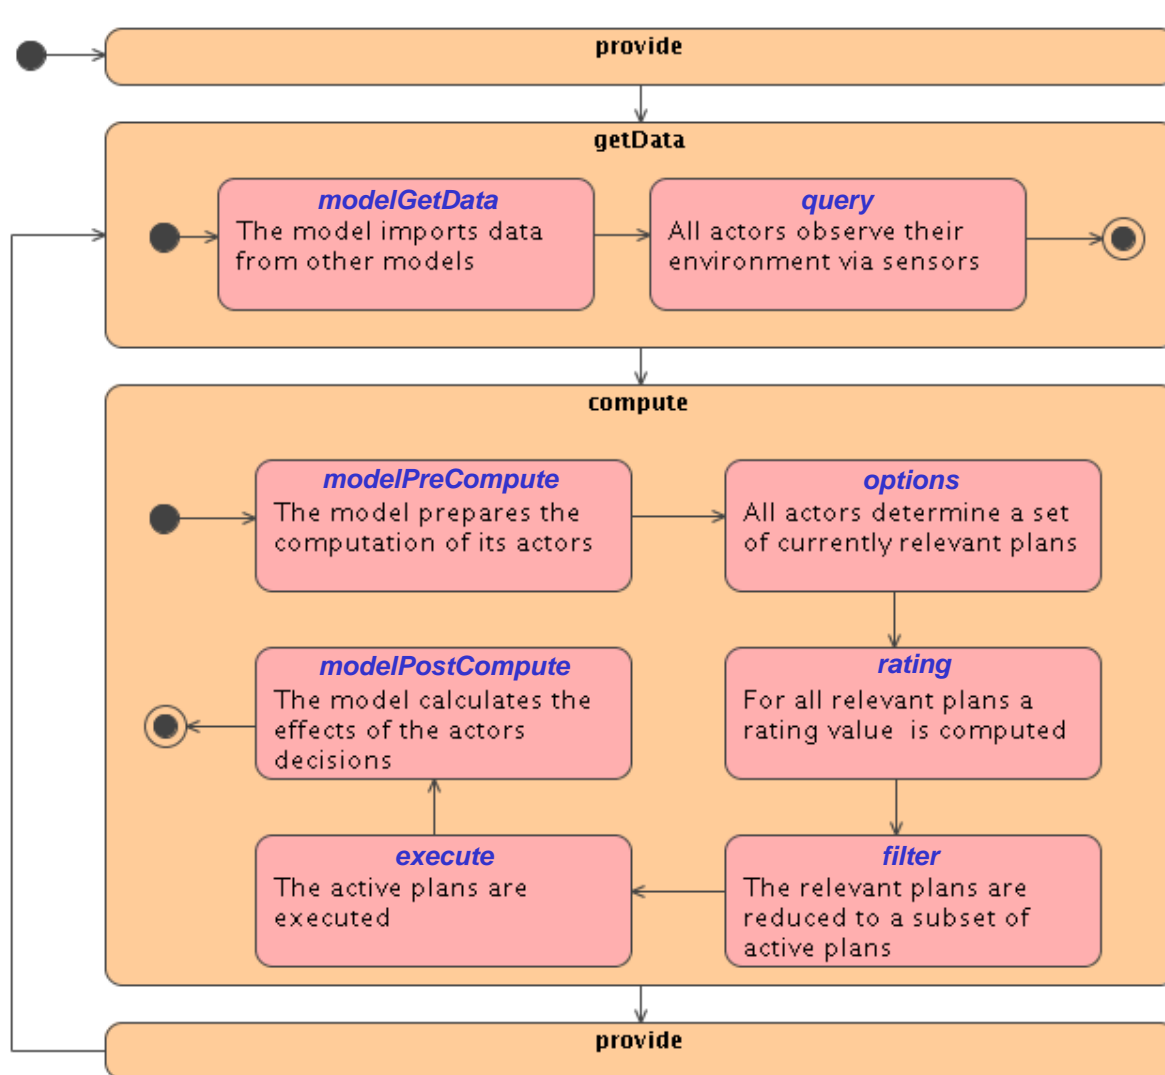 provide
getData
modelGetData
The model imports data
from other models
query
All actors observe their
environment via sensors
compute
modelPreCompute
The model prepares the
computation of its actors
options
All actors determine a set
of currently relevant plans
modelPostCompute
The model calculates the
effects of the actors
decisions
rating
For all relevant plans a
rating value  is computed
execute
The active plans are
executed
filter
The relevant plans are
reduced to a subset of
active plans
provide